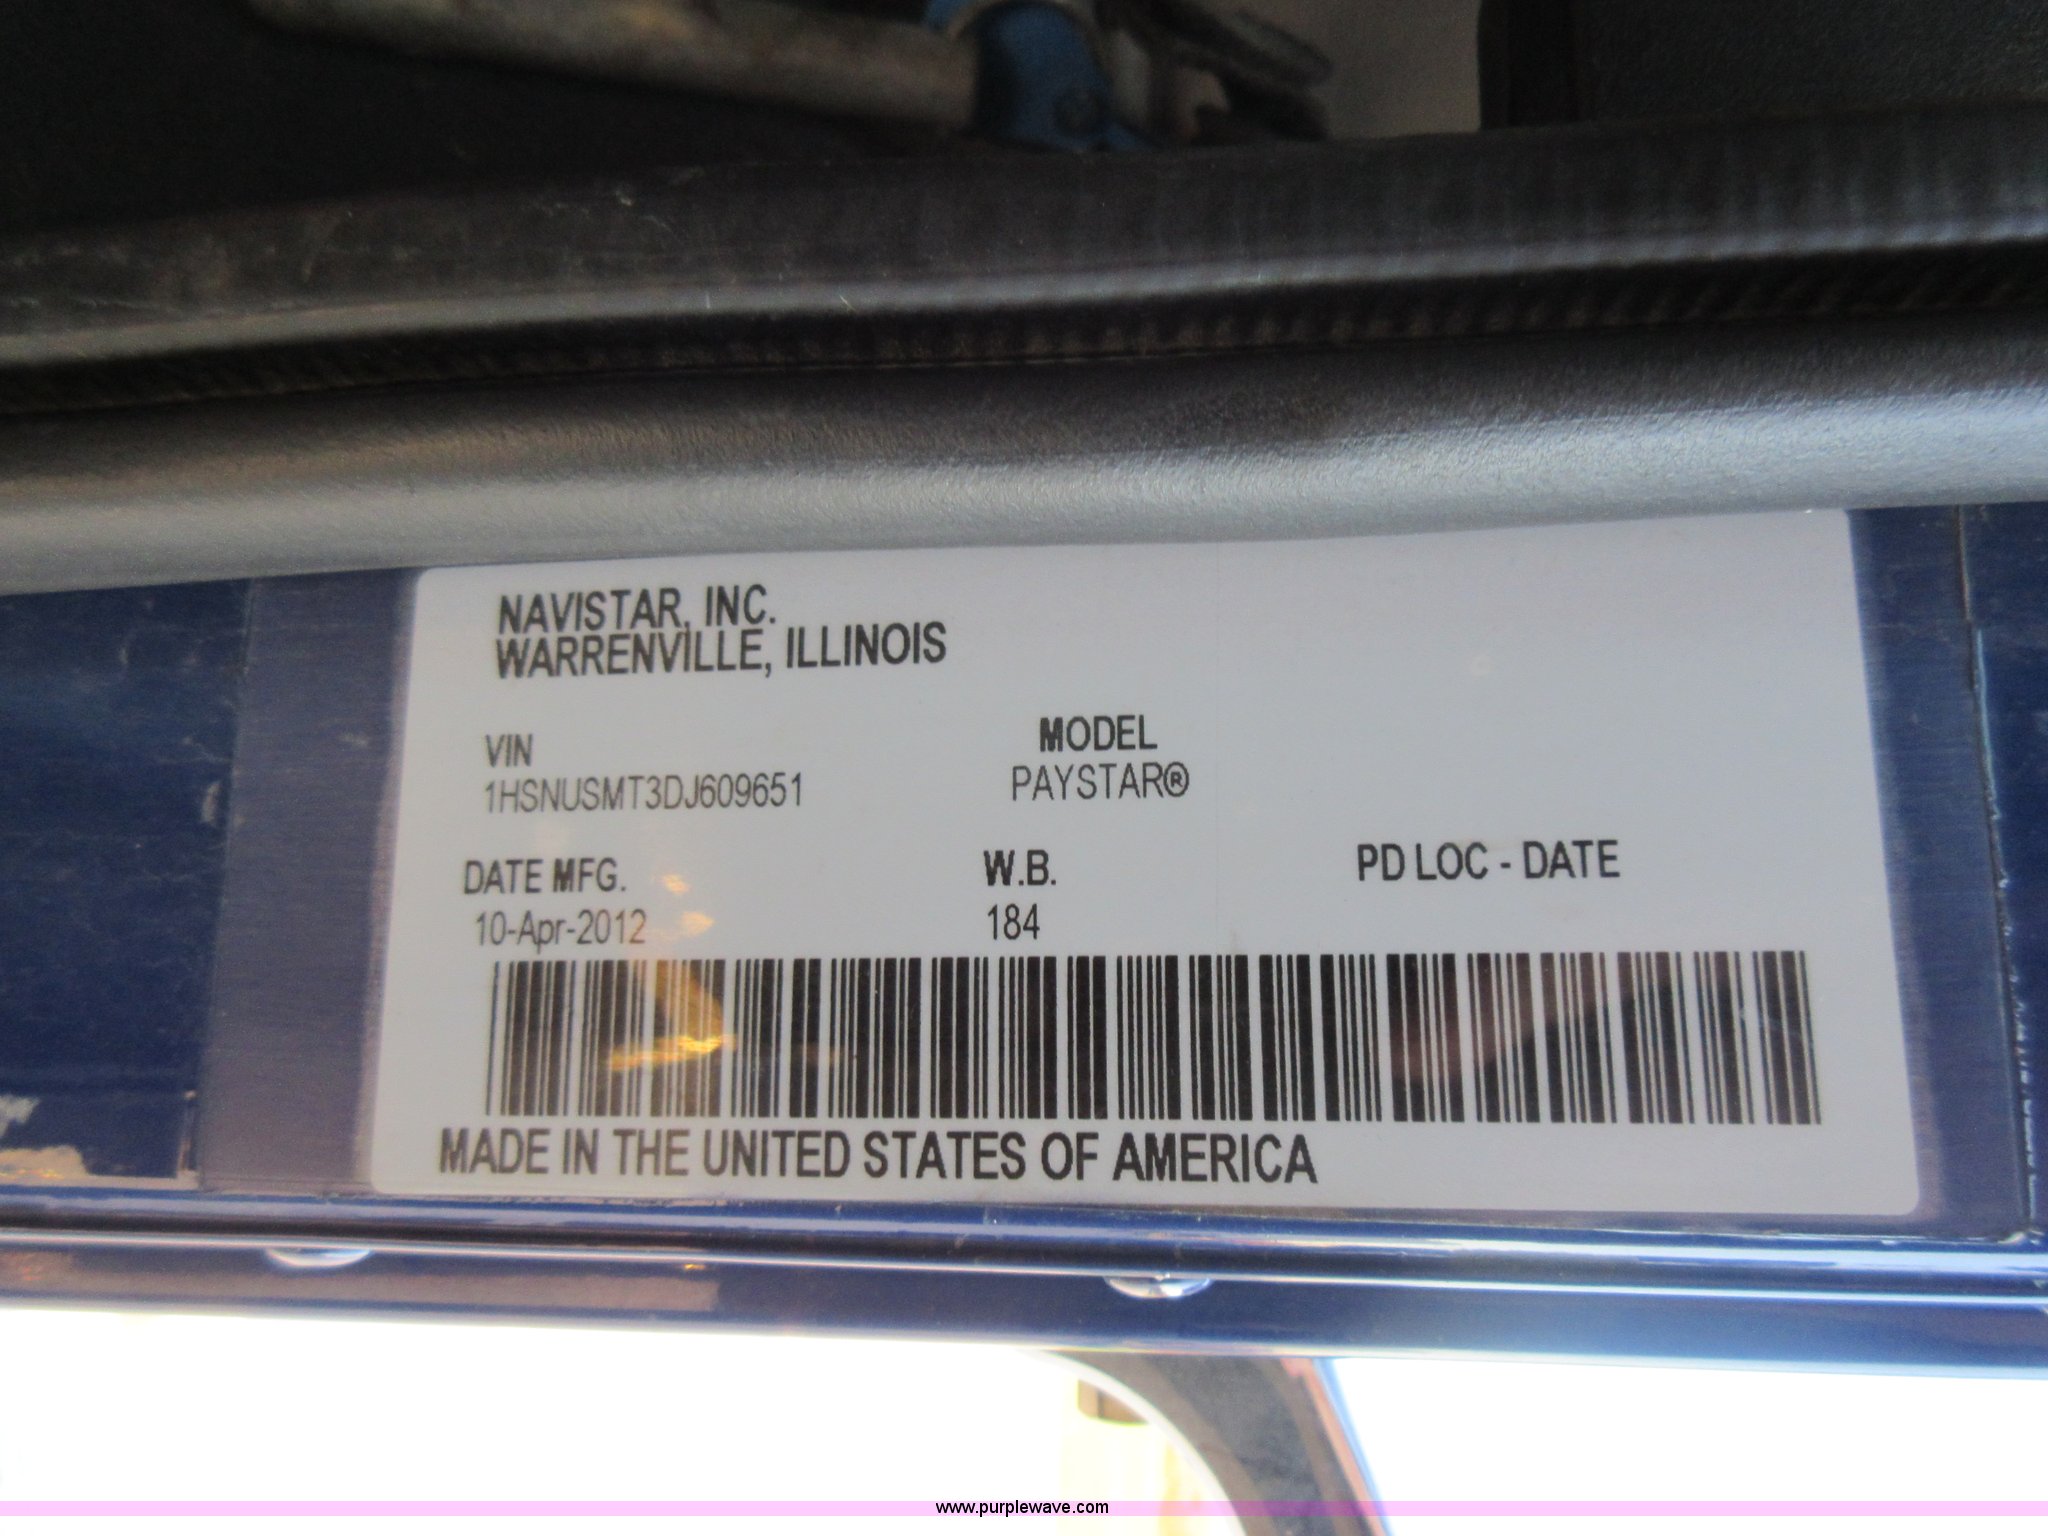 NAVISTAR, INC.
WARRENVILLE, ILLINOIS
VIN MODEL
1HSNUSMT3DJ609651 PAYSTAR®
DATE MFG. W.B. PD LOC - DATE
10-Apr-2012 184
MADE IN THE UNITED STATES OF AMERICA
www.purplewave.com